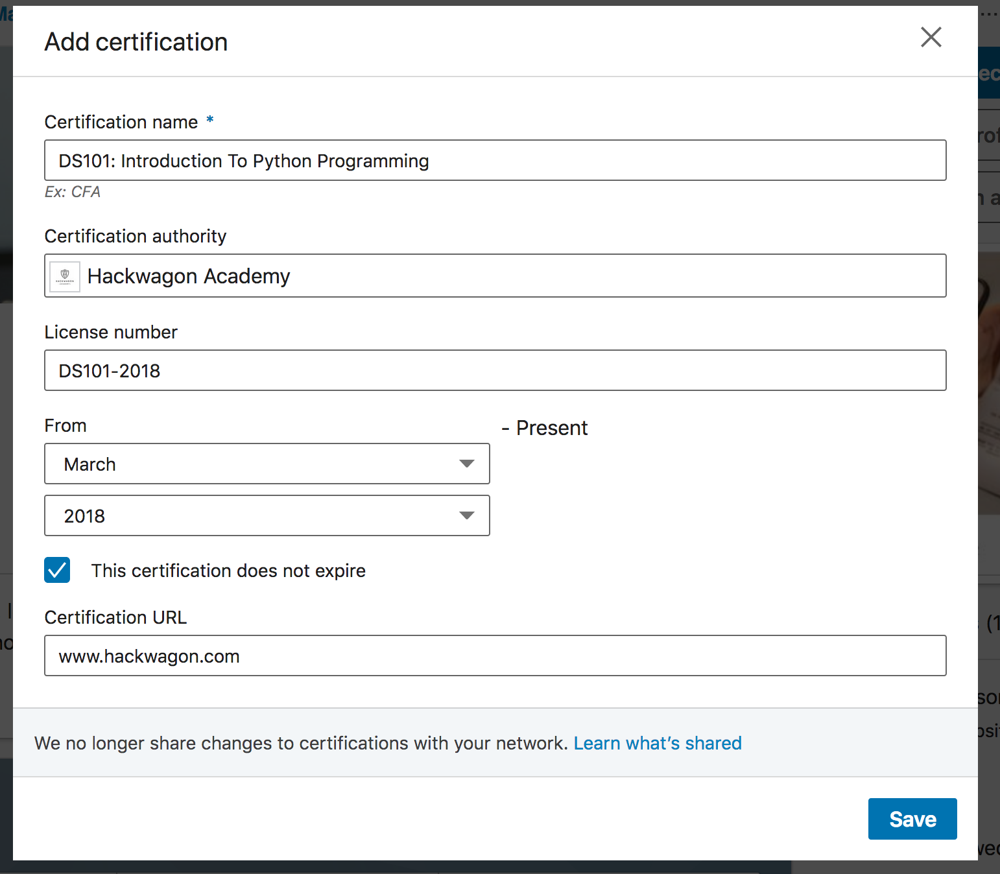 Add certification
Certification name *
DS101: Introduction To Python Programming
Ex: CFA
Certification authority
HACKWAGON
Hackwagon Academy
License number
DS101-2018
From
- Present
March
2018
This certification does not expire
Certification URL
www.hackwagon.com
We no longer share changes to certifications with your network. Learn what's shared
Save